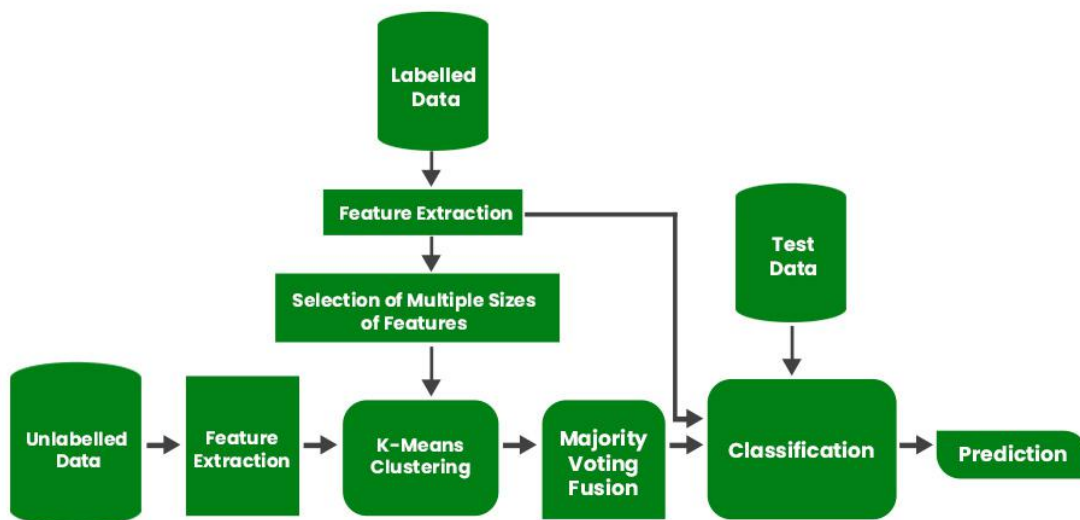 Labelled
Data
Feature Extraction
Selection of Multiple Sizes
of Features
Test
Data
Unlabelled
Data
Feature
Extraction
K-Means
Clustering
Majority
Voting
Fusion
Classification
Prediction